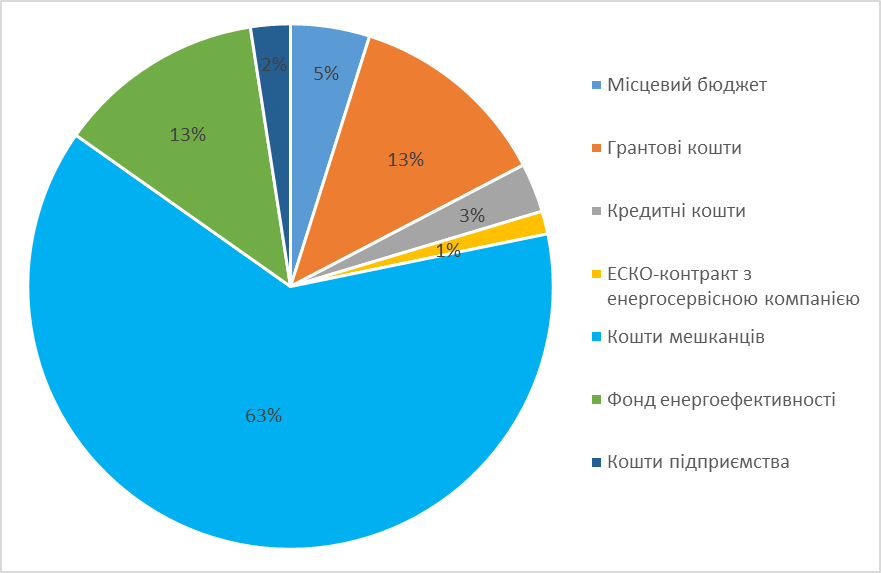 2%
5%
13%
13%
3%
1%
63%
Місцевий бюджет
Грантові кошти
Кредитні кошти
ЕСКО-контракт з
енергосервісною компанією
Кошти мешканців
Фонд енергоефективності
Кошти підприємства